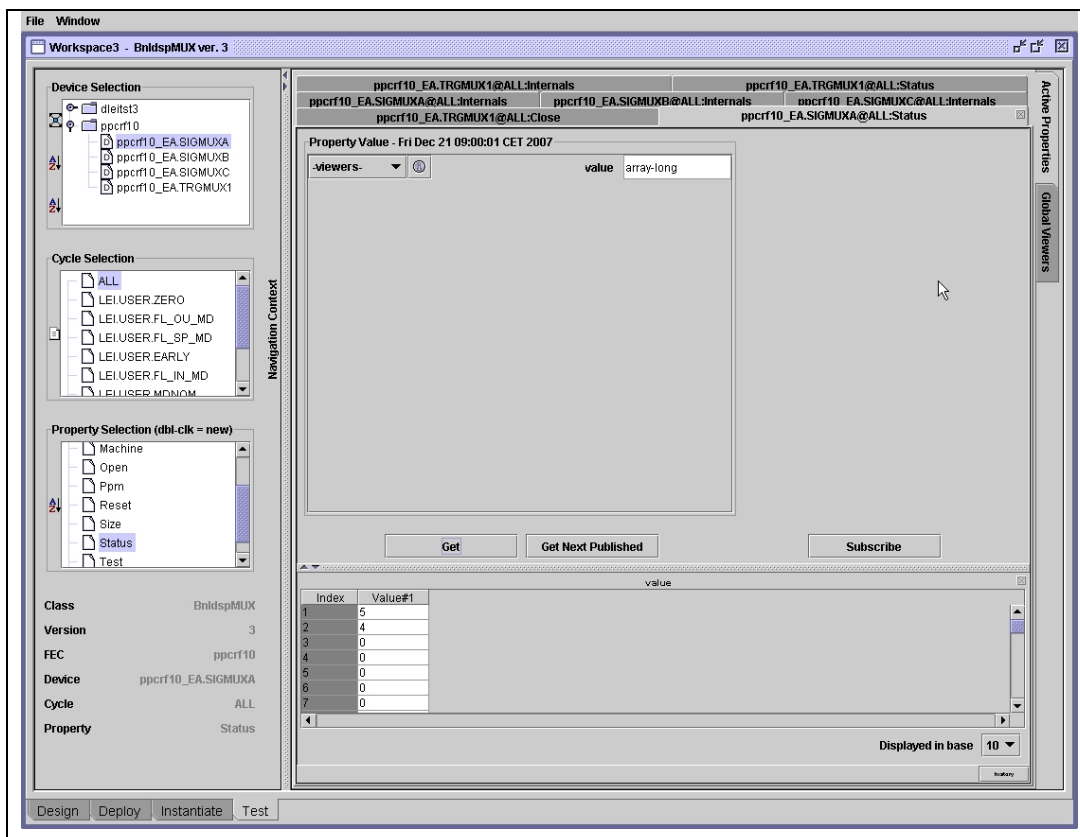 File Window
Workspace3 - BnldspMUX ver. 3
Device Selection
dleitst3
ppcrf10
ppcrf10_EA.SIGMUXA
ppcrf10_EA.SIGMUXB
ppcrf10_EA.SIGMUXC
ppcrf10_EA.TRGMUX1
Cycle Selection
ALL
LEI.USER.ZERO
LEI.USER.FL_OU_MD
LEI.USER.FL_SP_MD
LEI.USER.EARLY
LEI.USER.FL_IN_MD
LEI.USER.MDNOM
Property Selection (dbl-clk = new)
Machine
Open
Ppm
Reset
Size
Status
Test
Class BnldspMUX
Version 3
FEC ppcrf10
Device ppcrf10_EA.SIGMUXA
Cycle ALL
Property Status
Navigation Context
ppcrf10_EA.TRGMUX1@ALL:Internals ppcrf10_EA.TRGMUX1@ALL:Status
ppcrf10_EA.SIGMUXA@ALL:Internals ppcrf10_EA.SIGMUXB@ALL:Internals ppcrf10_EA.SIGMUXC@ALL:Internals
ppcrf10_EA.TRGMUX1@ALL:Close ppcrf10_EA.SIGMUXA@ALL:Status
Property Value - Fri Dec 21 09:00:01 CET 2007
-viewers- value array-long
Get Get Next Published Subscribe
value
Index Value#1
1 5
2 4
3 0
4 0
5 0
6 0
7 0
Displayed in base 10
history
Active Properties
Global Viewers
Design Deploy Instantiate Test